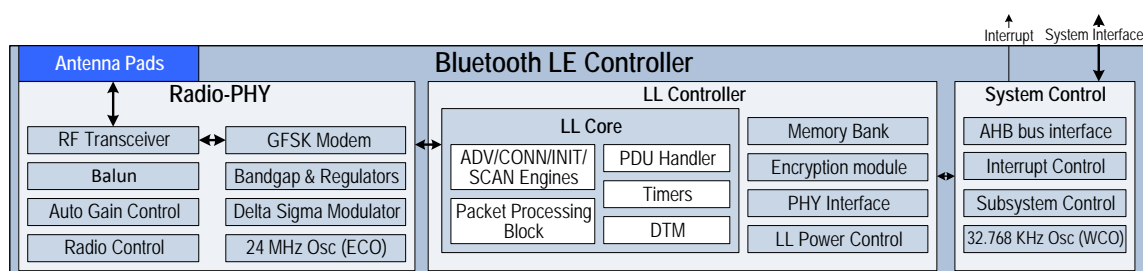 Interrupt
System Interface
Antenna Pads
Bluetooth LE Controller
Radio-PHY
RF Transceiver
GFSK Modem
Balun
Bandgap & Regulators
Auto Gain Control
Delta Sigma Modulator
Radio Control
24 MHz Osc (ECO)
LL Controller
LL Core
ADV/CONN/INIT/
SCAN Engines
Packet Processing
Block
PDU Handler
Timers
DTM
Memory Bank
Encryption module
PHY Interface
LL Power Control
System Control
AHB bus interface
Interrupt Control
Subsystem Control
32.768 KHz Osc (WCO)